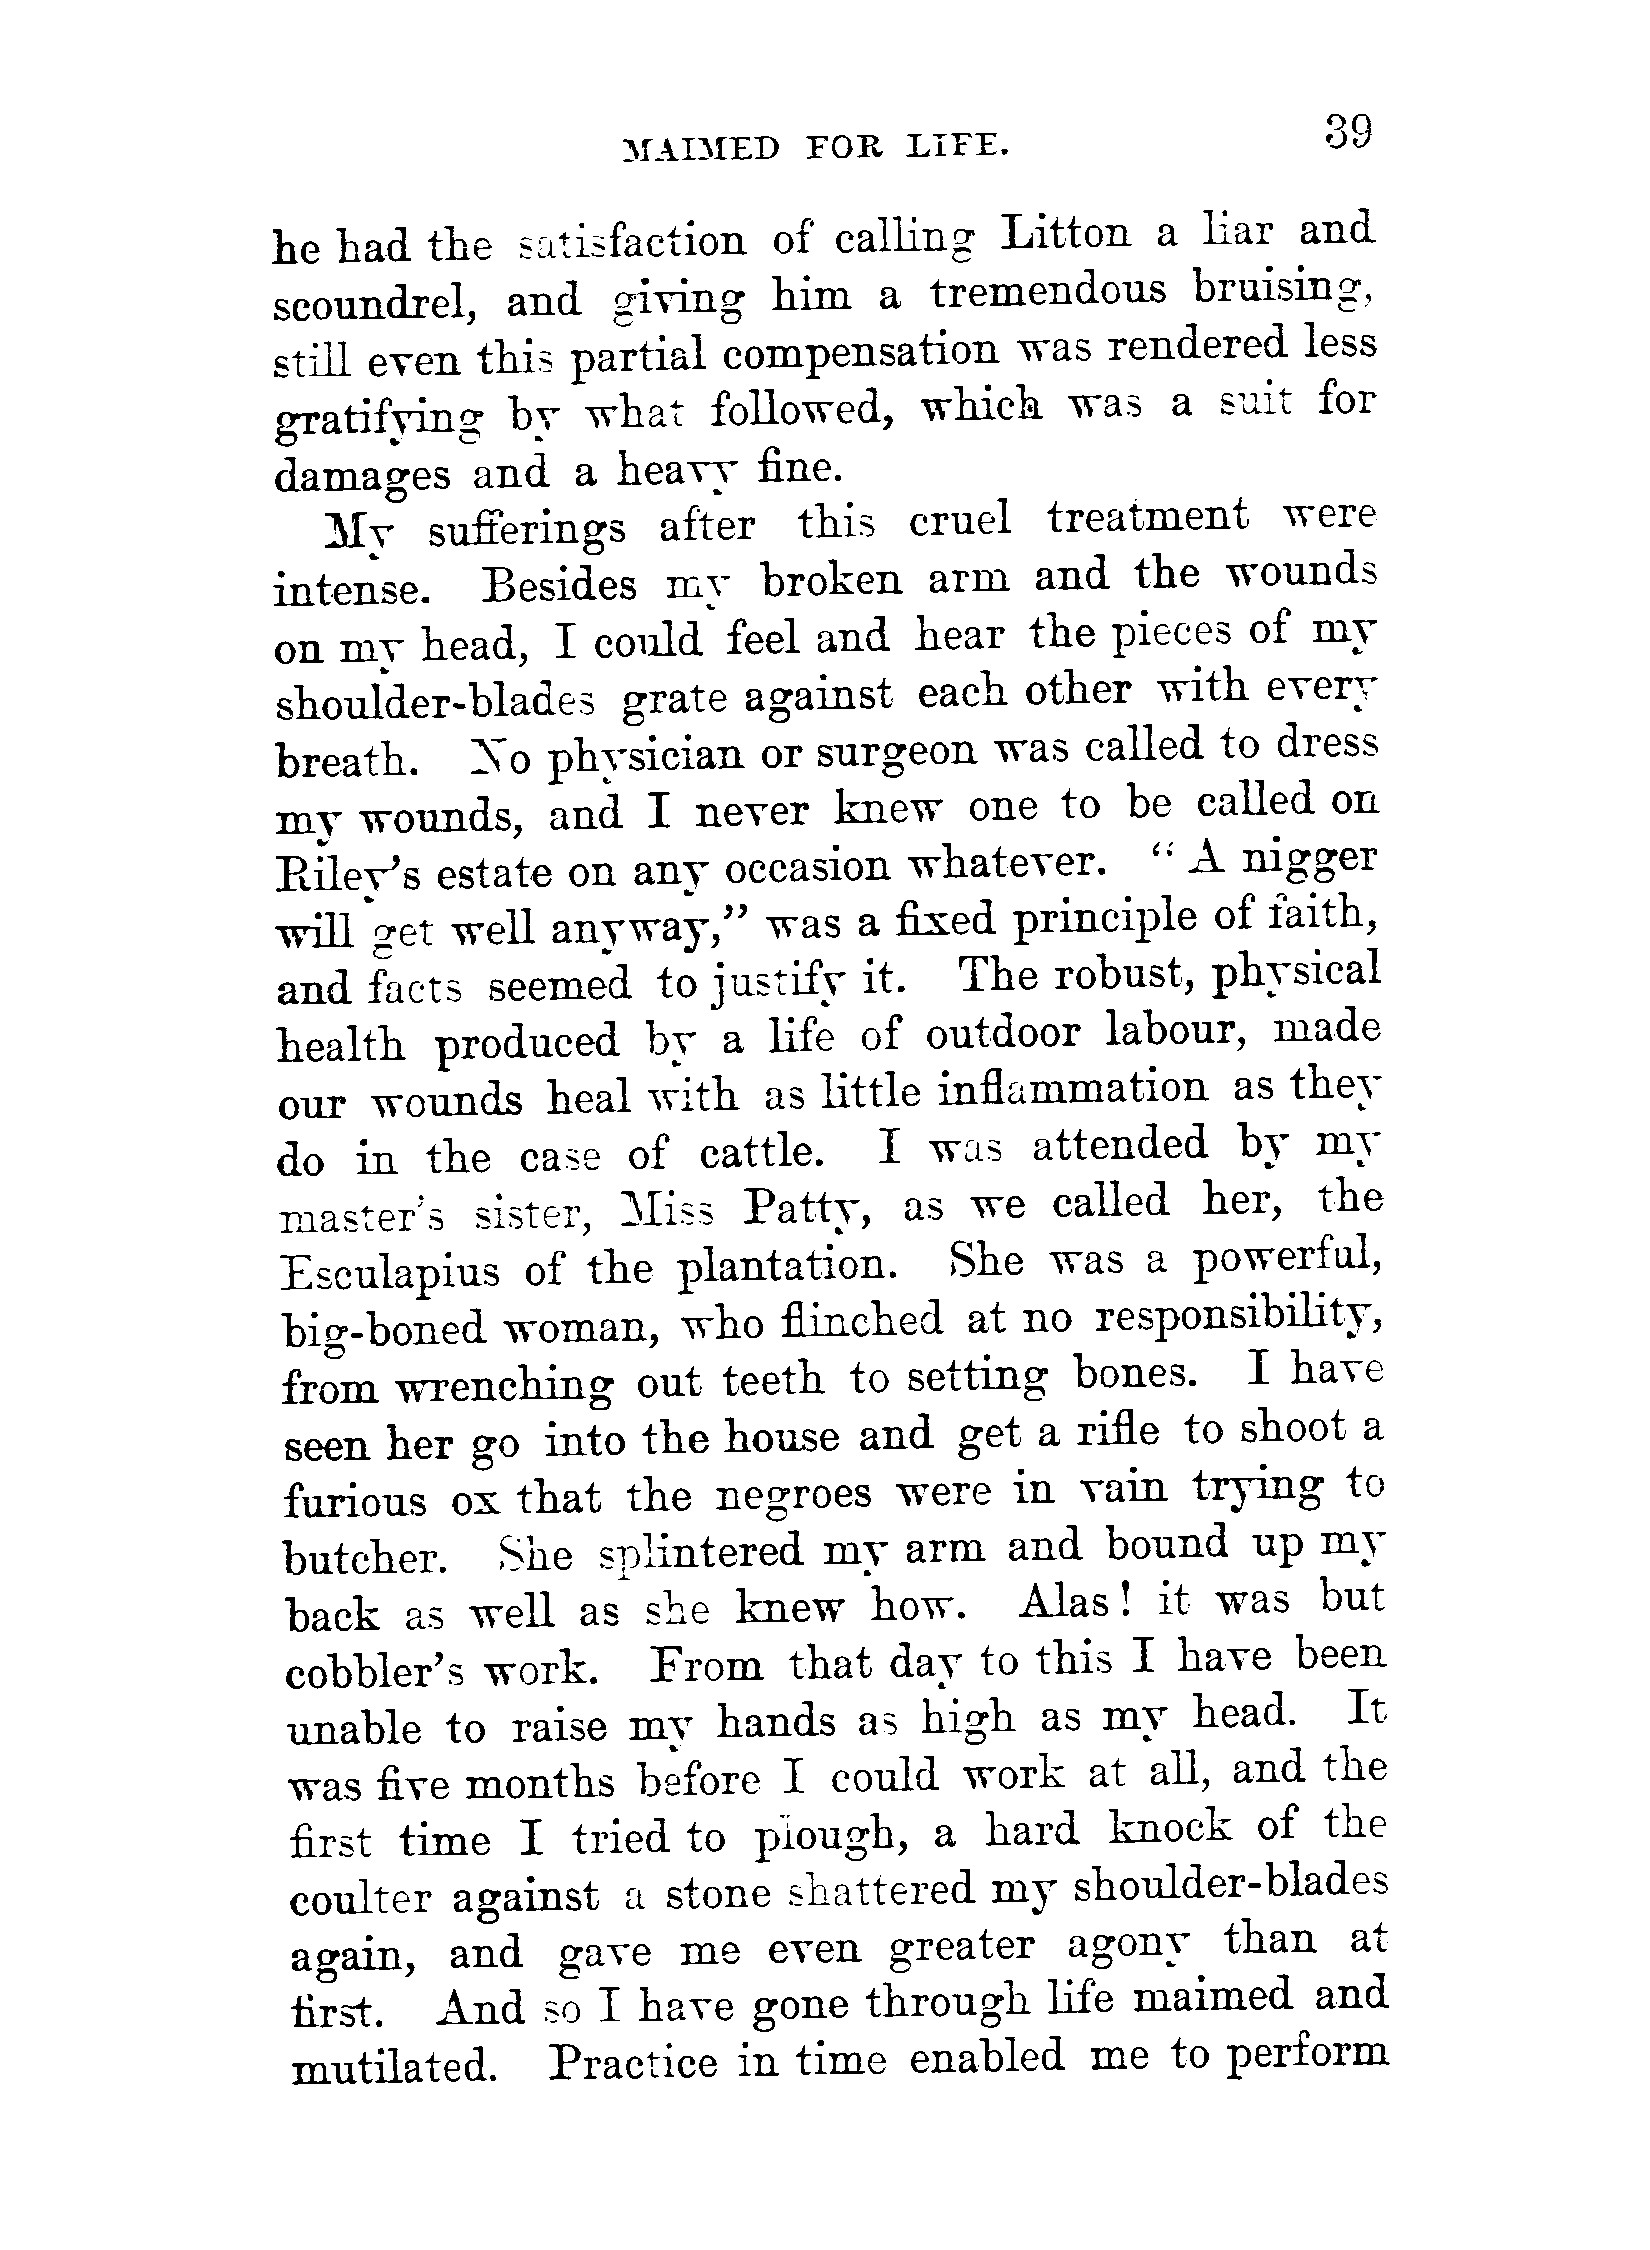 MAIMED FOR LIFE. 39
he had the satisfaction of calling Litton a liar and
scoundrel, and giving him a tremendous bruising,
still even this partial compensation was rendered less
gratifying by what followed, which was a suit for
damages and a heavy fine.
My sufferings after this cruel treatment were
intense. Besides my broken arm and the wounds
on my head, I could feel and hear the pieces of my
shoulder-blades grate against each other with every
breath. No physician or surgeon was called to dress
my wounds, and I never knew one to be called on
Riley's estate on any occasion whatever. "A nigger
will get well anyway," was a fixed principle of faith,
and facts seemed to justify it. The robust, physical
health produced by a life of outdoor labour, made
our wounds heal with as little inflammation as they
do in the case of cattle. I was attended by my
master's sister, Miss Patty, as we called her, the
Esculapius of the plantation. She was a powerful,
big-boned woman, who flinched at no responsibility,
from wrenching out teeth to setting bones. I have
seen her go into the house and get a rifle to shoot a
furious ox that the negroes were in vain trying to
butcher. She splintered my arm and bound up my
back as well as she knew how. Alas! it was but
cobbler's work. From that day to this I have been
unable to raise my hands as high as my head. It
was five months before I could work at all, and the
first time I tried to plough, a hard knock of the
coulter against a stone shattered my shoulder-blades
again, and gave me even greater agony than at
first. And so I have gone through life maimed and
mutilated. Practice in time enabled me to perform